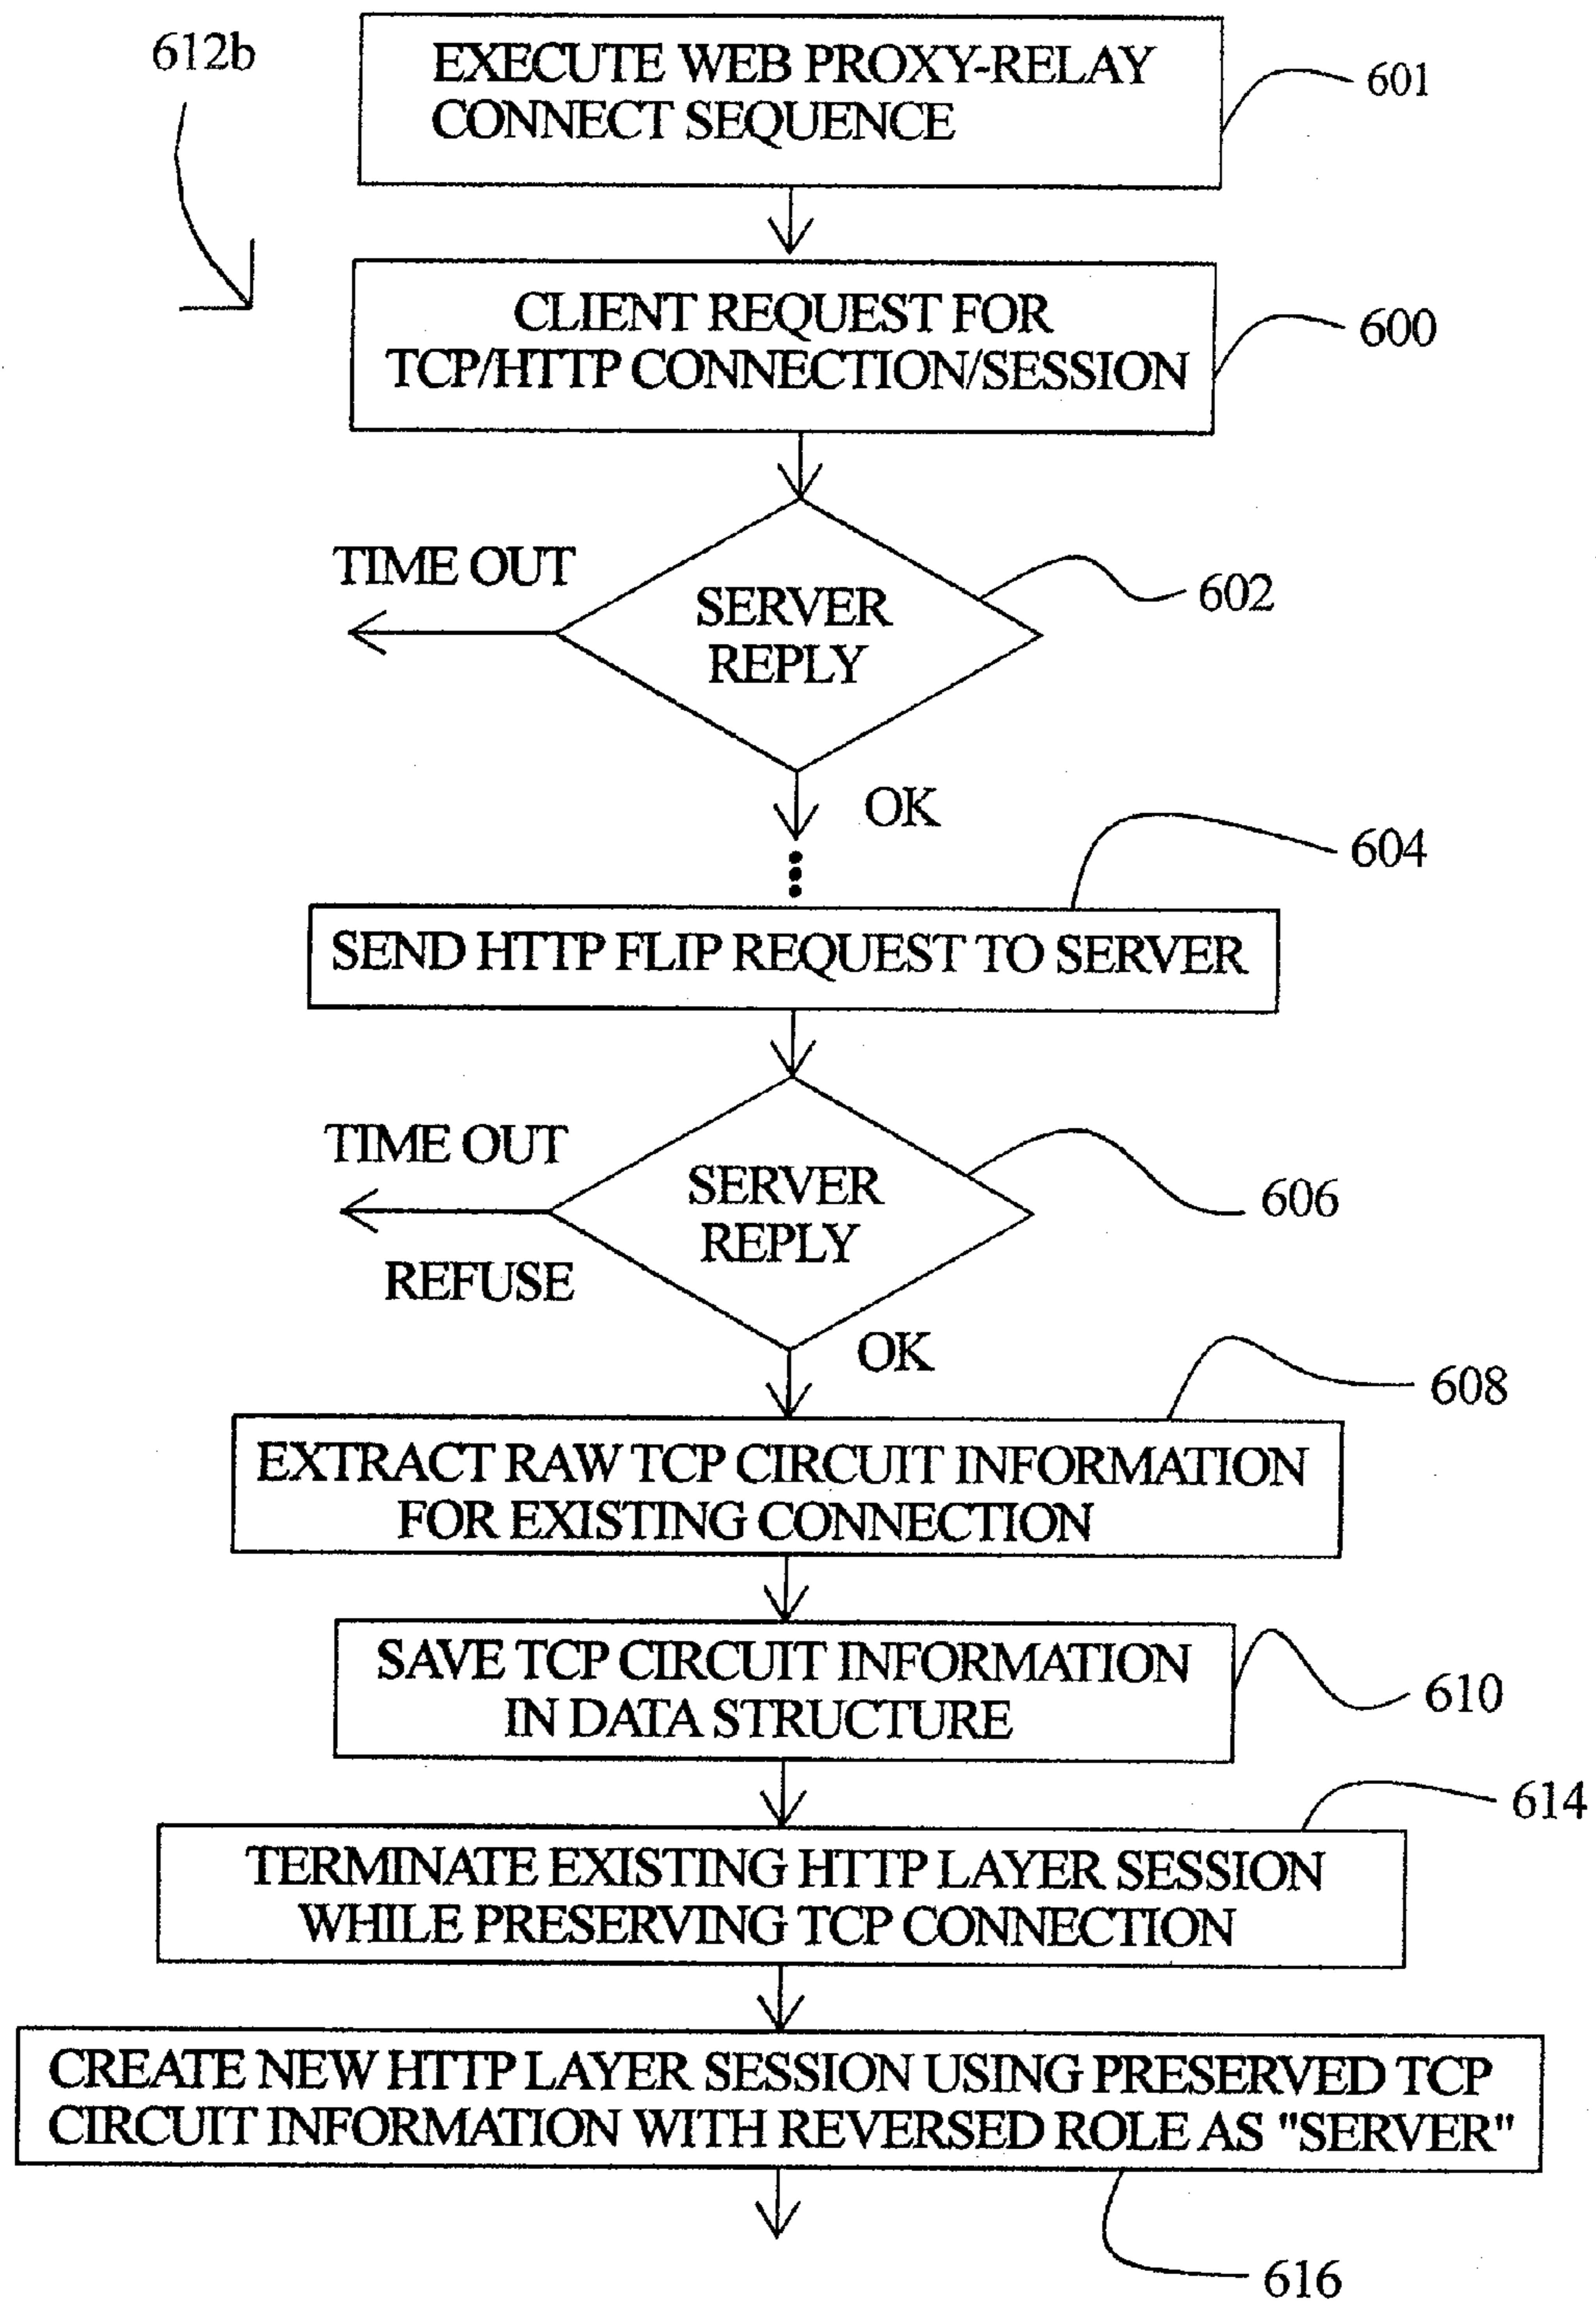 612b
EXECUTE WEB PROXY-RELAY
CONNECT SEQUENCE
601
CLIENT REQUEST FOR
TCP/HTTP CONNECTION/SESSION
600
TIME OUT
SERVER
REPLY
602
OK
604
SEND HTTP FLIP REQUEST TO SERVER
TIME OUT
SERVER
REPLY
606
REFUSE
OK
608
EXTRACT RAW TCP CIRCUIT INFORMATION
FOR EXISTING CONNECTION
SAVE TCP CIRCUIT INFORMATION
IN DATA STRUCTURE
610
614
TERMINATE EXISTING HTTP LAYER SESSION
WHILE PRESERVING TCP CONNECTION
CREATE NEW HTTP LAYER SESSION USING PRESERVED TCP
CIRCUIT INFORMATION WITH REVERSED ROLE AS "SERVER"
616